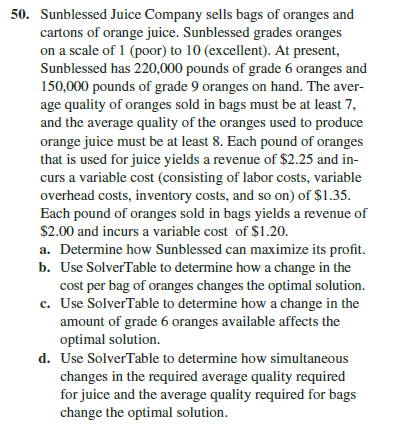 50. Sunblessed Juice Company sells bags of oranges and
cartons of orange juice. Sunblessed grades oranges
on a scale of 1 (poor) to 10 (excellent). At present,
Sunblessed has 220,000 pounds of grade 6 oranges and
150,000 pounds of grade 9 oranges on hand. The aver-
age quality of oranges sold in bags must be at least 7,
and the average quality of the oranges used to produce
orange juice must be at least 8. Each pound of oranges
that is used for juice yields a revenue of $2.25 and in-
curs a variable cost (consisting of labor costs, variable
overhead costs, inventory costs, and so on) of $1.35.
Each pound of oranges sold in bags yields a revenue of
$2.00 and incurs a variable cost of $1.20.
a. Determine how Sunblessed can maximize its profit.
b. Use SolverTable to determine how a change in the
cost per bag of oranges changes the optimal solution.
c. Use SolverTable to determine how a change in the
amount of grade 6 oranges available affects the
optimal solution.
d. Use SolverTable to determine how simultaneous
changes in the required average quality required
for juice and the average quality required for bags
change the optimal solution.